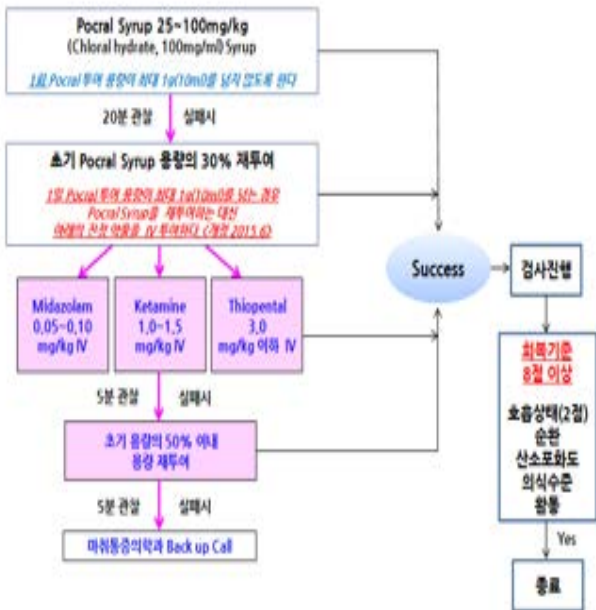 Pocral Syrup 25~100mg/kg
(Chloral hydrate, 100mg/ml) Syrup
1회 Pocral 투여 용량이 최대 1g(10ml)를 넘지 않도록 한다
20분 관찰 실패시
초기 Pocral Syrup 용량의 30% 재투여
1일 Pocral 투여 용량이 최대 1g(10ml)를 넘는 경우
Pocral Syrup을 재투여하는 대신
아래의 진정 약물을 IV 투여한다 (개정 2015.6)
Midazolam
0,05~0,10
mg/kg IV
Ketamine
1,0~1,5
mg/kg IV
Thiopental
3,0
mg/kg 이하 IV
Success
검사진행
5분 관찰 실패시
초기 용량의 50% 이내
용량 재투여
5분 관찰 실패시
마취통증의학과 Back up Call
회복기준
8점 이상
호흡상태(2점)
순환
산소포화도
의식수준
활동
Yes
종료